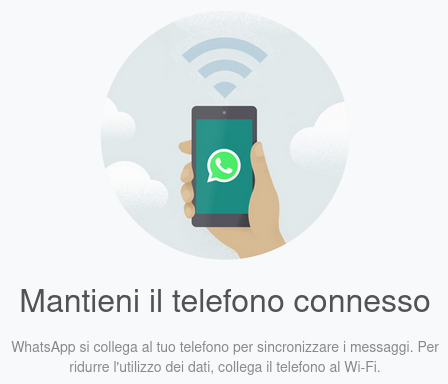 Mantieni il telefono connesso
WhatsApp si collega al tuo telefono per sincronizzare i messaggi. Per
ridurre l'utilizzo dei dati, collega il telefono al Wi-Fi.